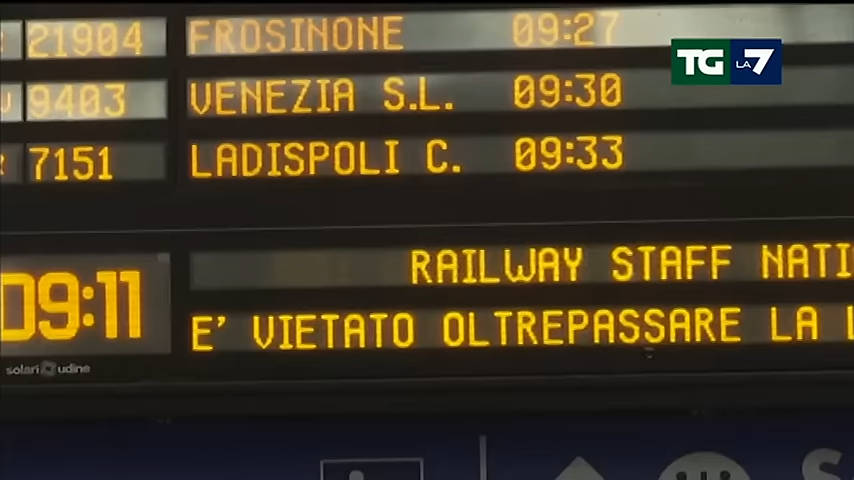 21904 FROSINONE 09:27
TG LA7
9403 VENEZIA S.L. 09:30
7151 LADISPOLI C. 09:33
RAILWAY STAFF NATI
09:11
E' VIETATO OLTREPASSARE LA L
solari udine